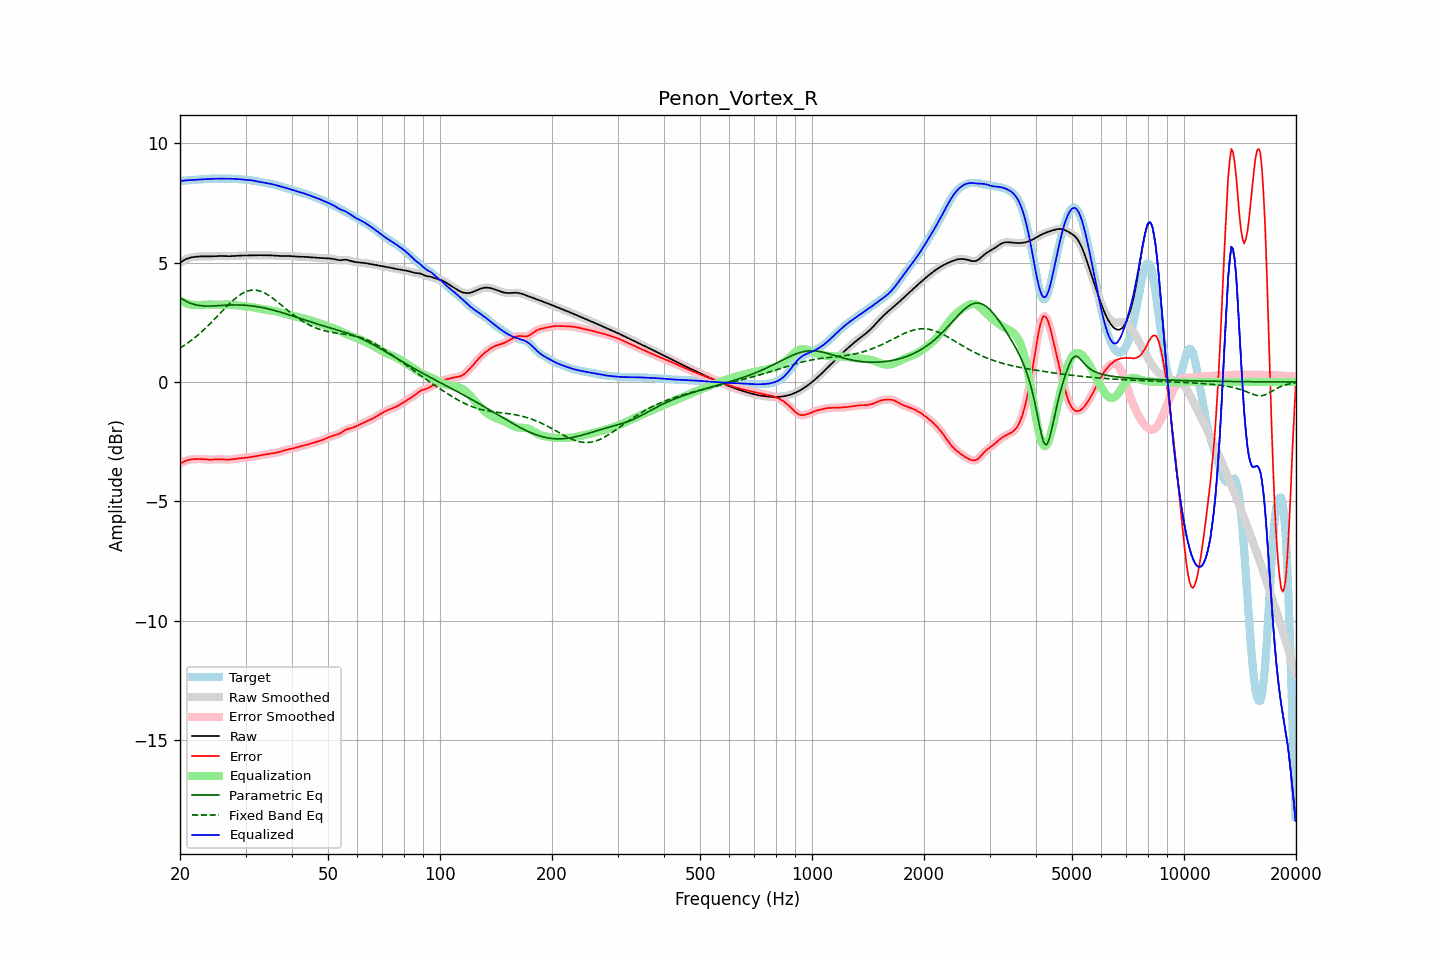 Penon_Vortex_R
10
5
0
−5
−10
−15
Amplitude (dBr)
Target
Raw Smoothed
Error Smoothed
Raw
Error
Equalization
Parametric Eq
Fixed Band Eq
Equalized
20 50 100 200 500 1000 2000 5000 10000 20000
Frequency (Hz)